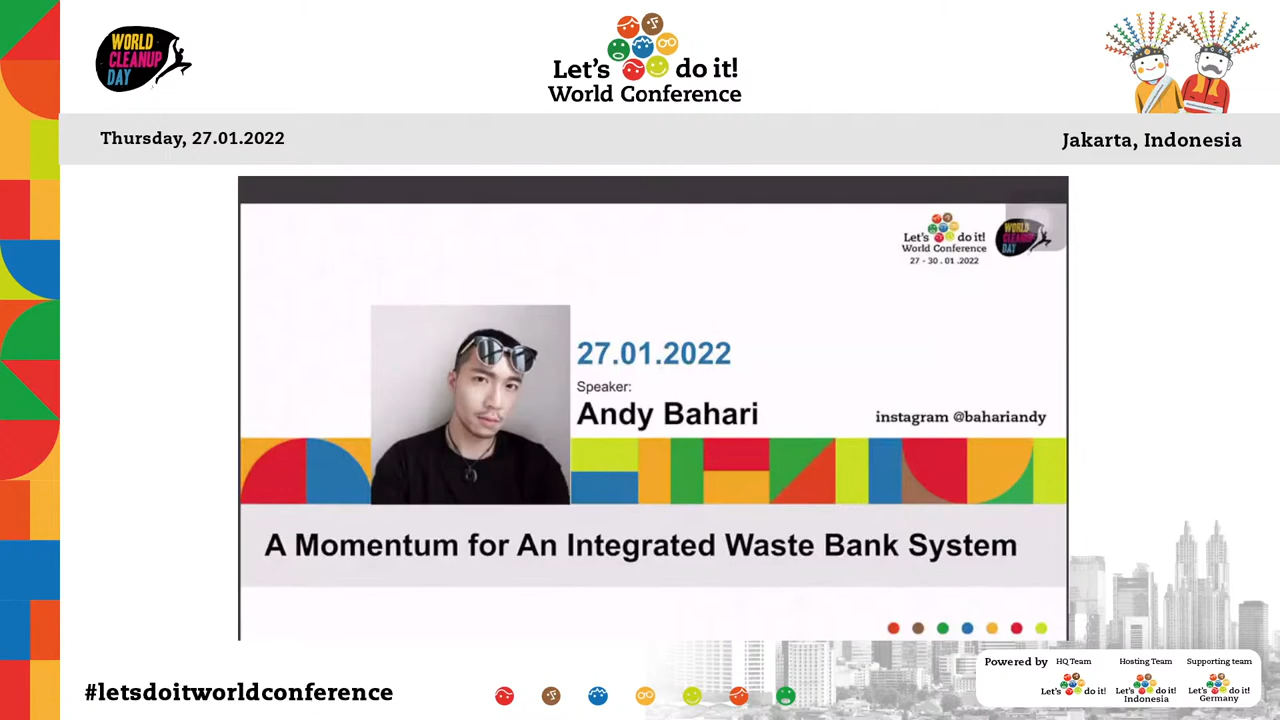 WORLD
CLEANUP
DAY
Let's do it!
World Conference
Thursday, 27.01.2022
Jakarta, Indonesia
Let's do it!
World Conference
27 - 30 . 01 .2022
WORLD
CLEANUP
DAY
27.01.2022
Speaker:
Andy Bahari
instagram @bahariandy
A Momentum for An Integrated Waste Bank System
Powered by
HQ Team
Hosting Team
Supporting team
Let's do it!
Let's do it!
Indonesia
Let's do it!
Germany
#letsdoitworldconference